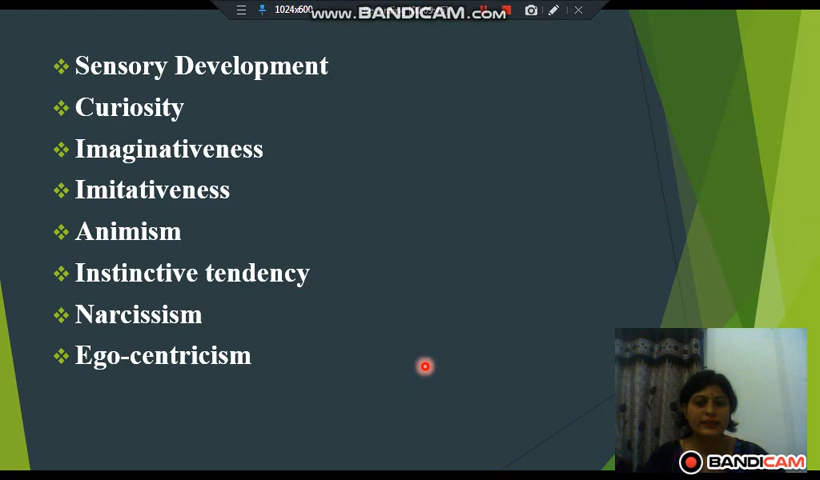 1024x600
www.BANDICAM.com
Sensory Development
Curiosity
Imaginativeness
Imitativeness
Animism
Instinctive tendency
Narcissism
Ego-centricism
BANDICAM